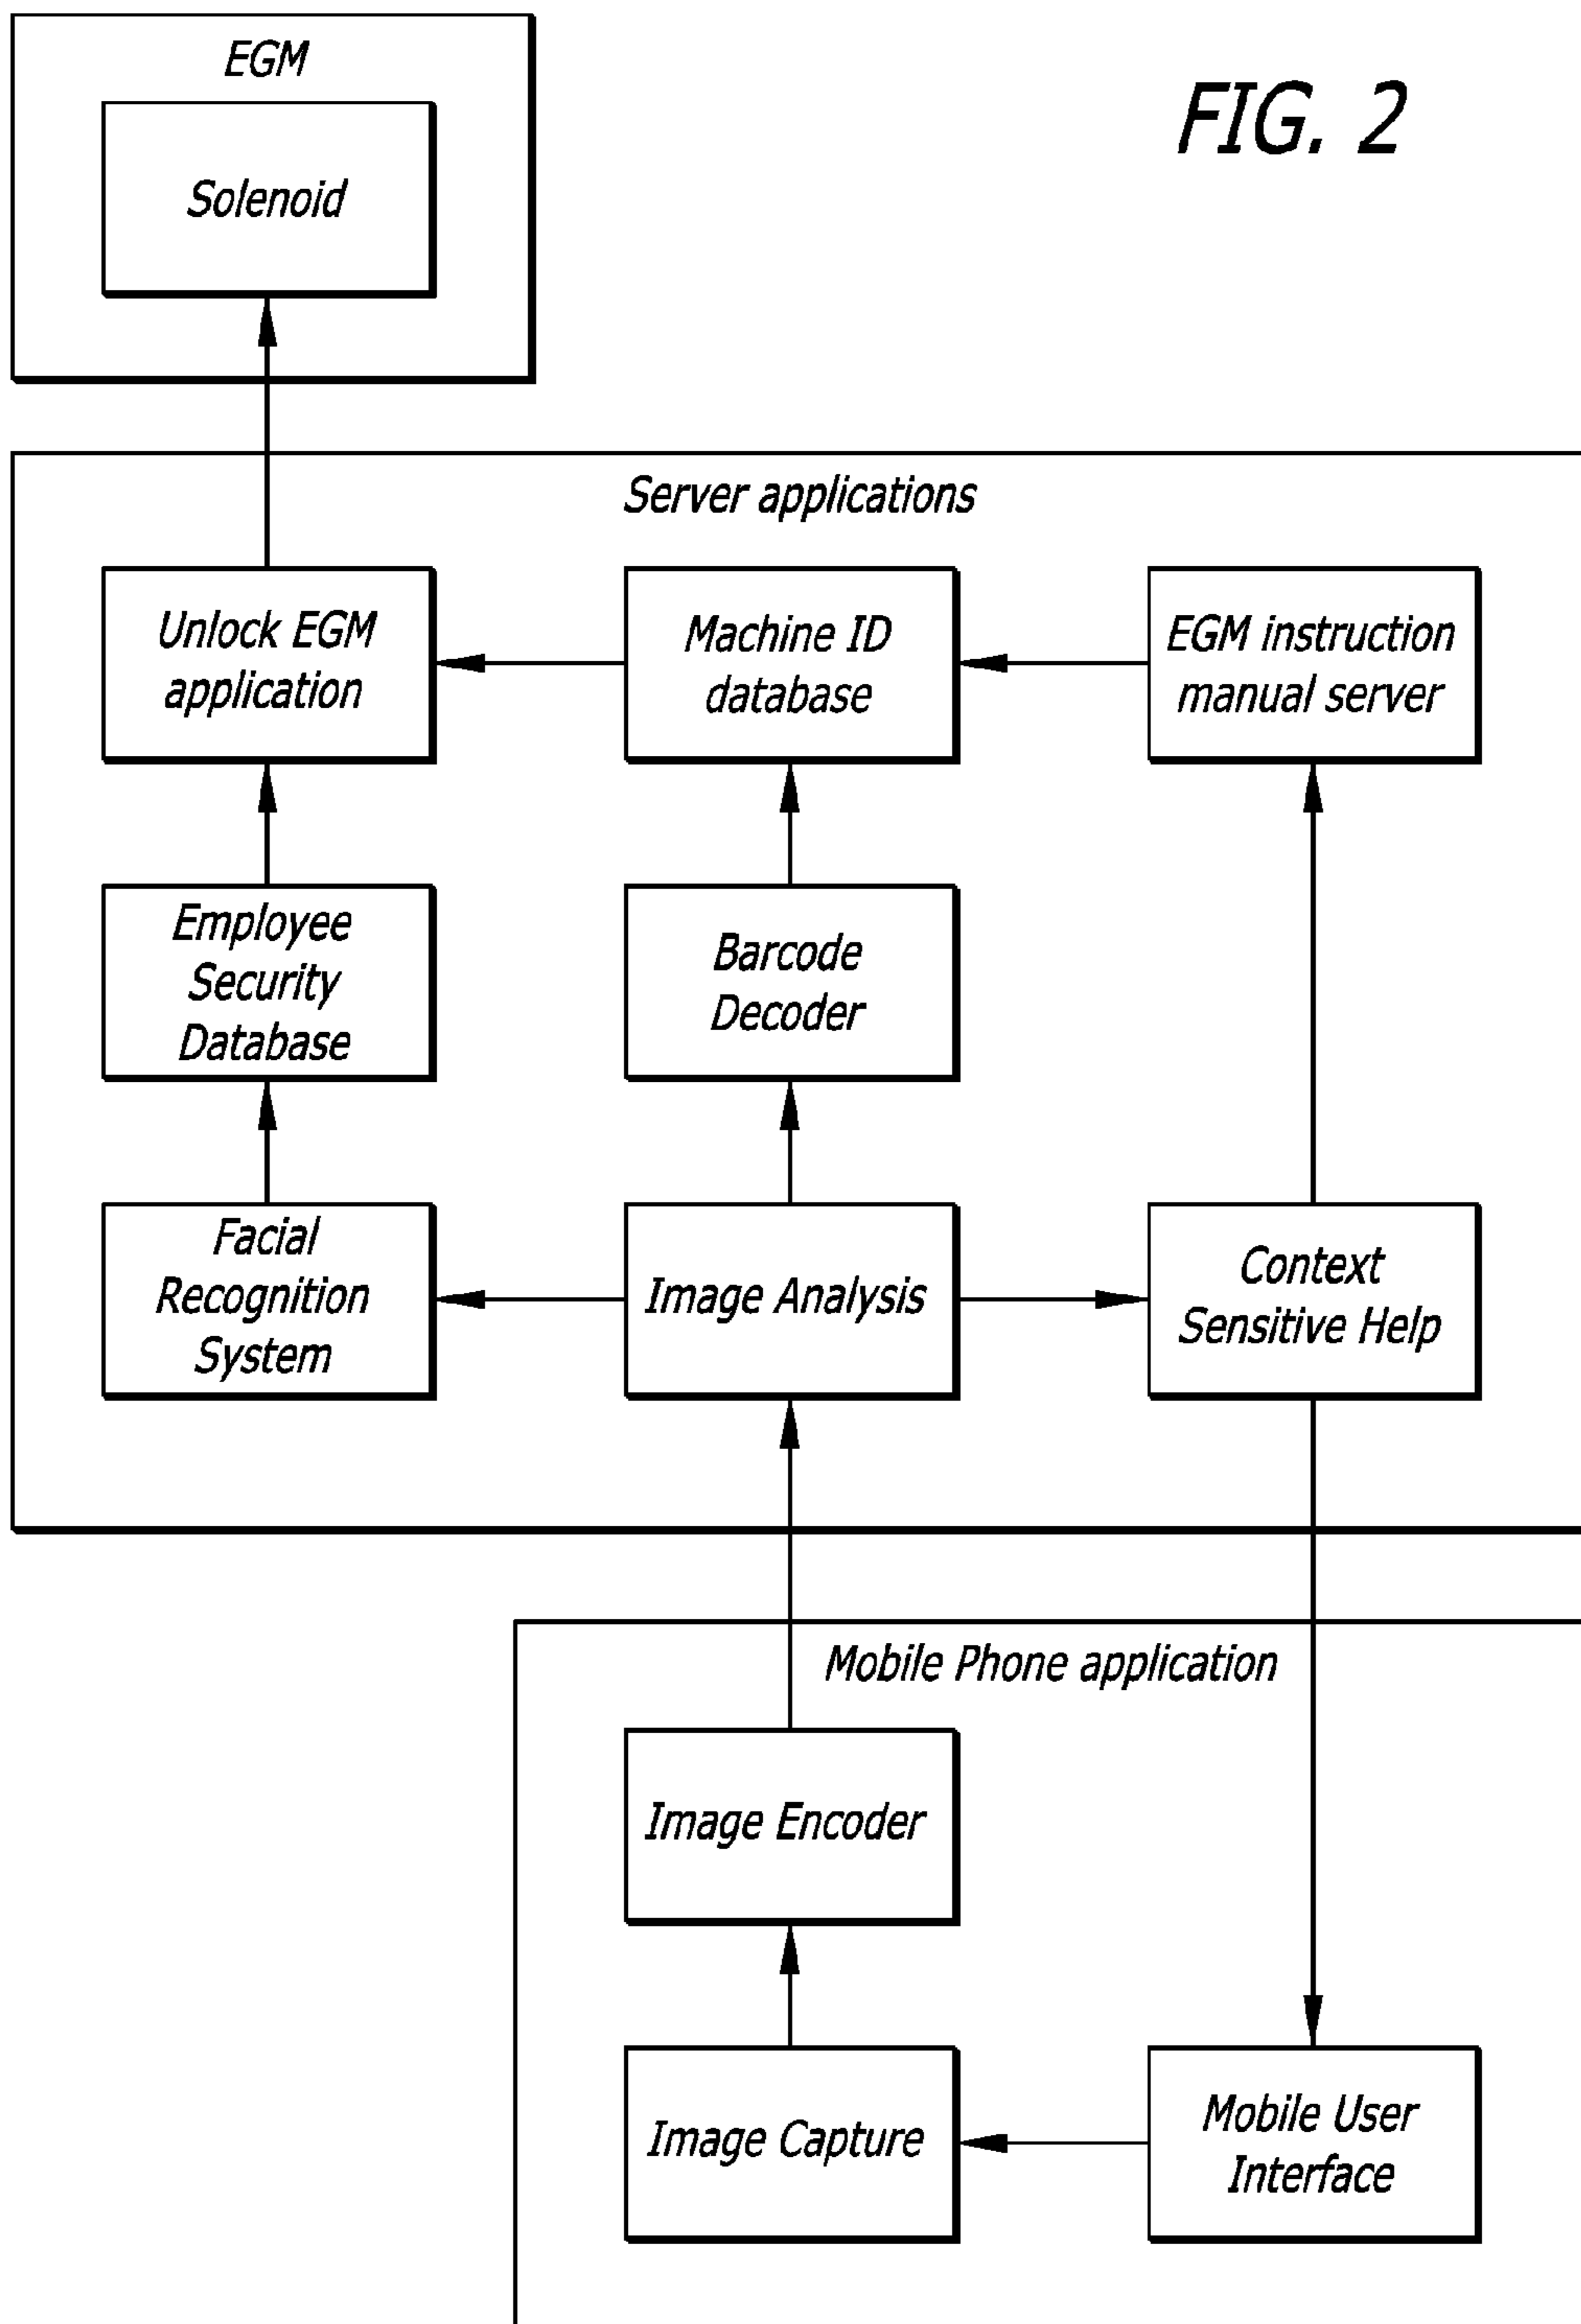 EGM
FIG. 2
Solenoid
Server applications
Unlock EGM
application
Machine ID
database
EGM instruction
manual server
Employee
Security
Database
Barcode
Decoder
Facial
Recognition
System
Image Analysis
Context
Sensitive Help
Mobile Phone application
Image Encoder
Image Capture
Mobile User
Interface